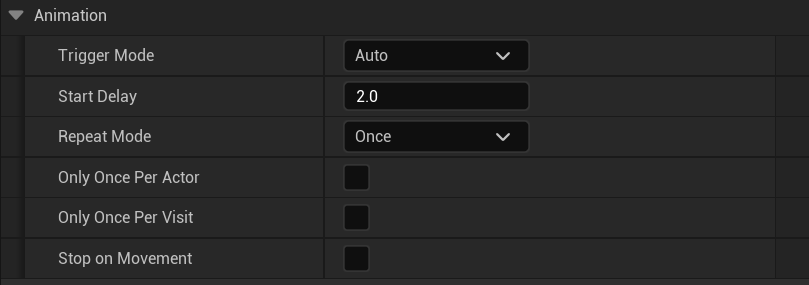 Animation
Trigger Mode Auto
Start Delay 2.0
Repeat Mode Once
Only Once Per Actor
Only Once Per Visit
Stop on Movement